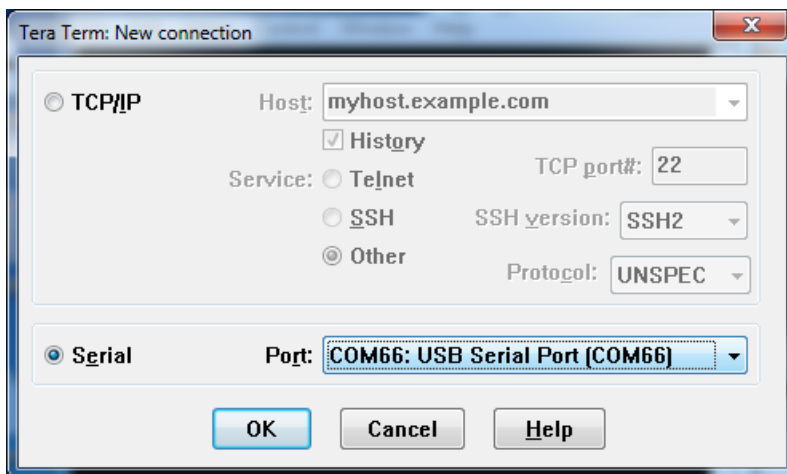 Tera Term: New connection
TCP/IP
Host: myhost.example.com
History
Service: Telnet
TCP port#: 22
SSH
SSH version: SSH2
Other
Protocol: UNSPEC
Serial
Port: COM66: USB Serial Port (COM66)
OK
Cancel
Help